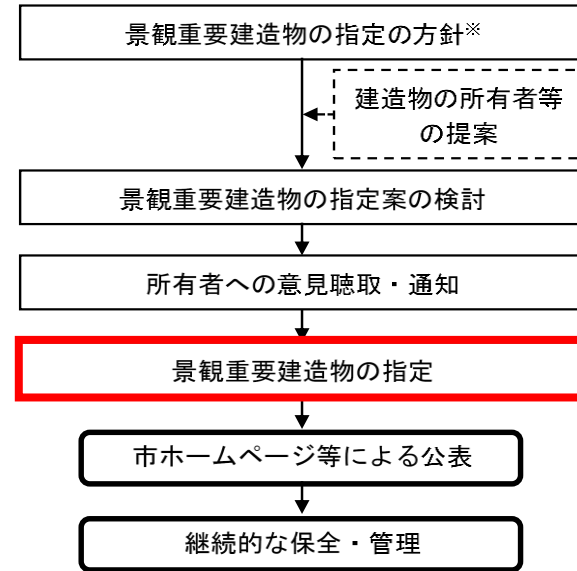 景観重要建造物の指定の方針※
建造物の所有者等
の提案
景観重要建造物の指定案の検討
所有者への意見聴取・通知
景観重要建造物の指定
市ホームページ等による公表
継続的な保全・管理